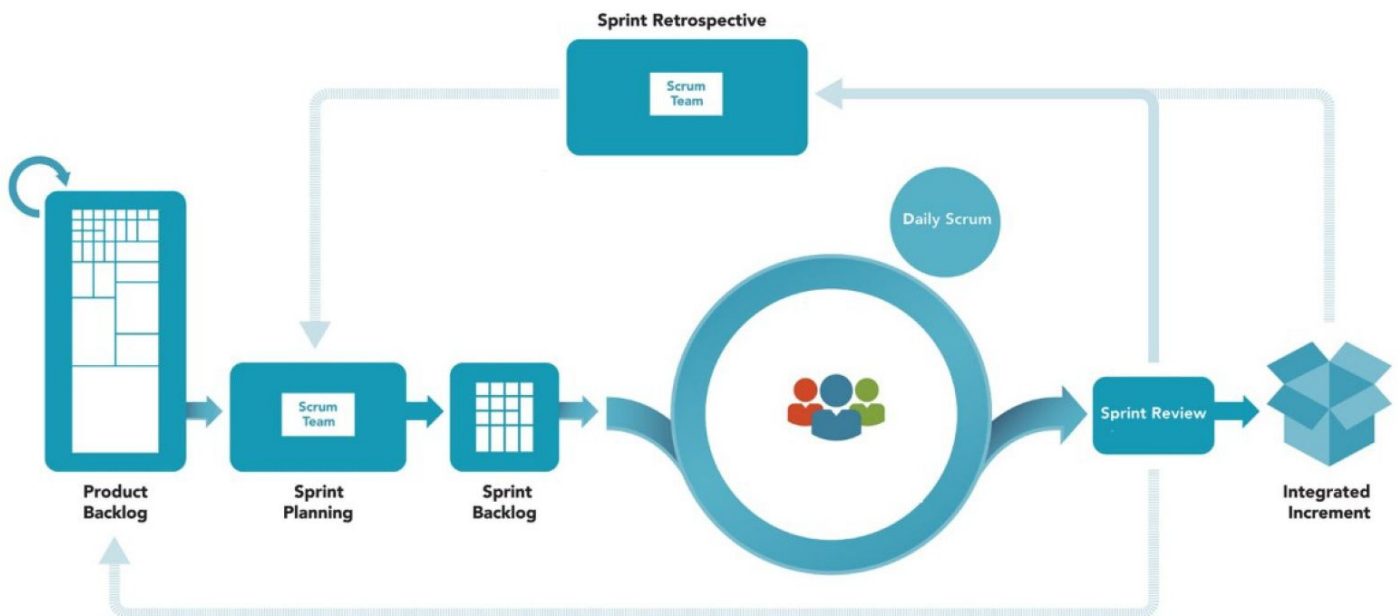 Sprint Retrospective
Scrum
Team
Daily Scrum
Scrum
Team
Sprint Review
Product
Backlog
Sprint
Planning
Sprint
Backlog
Integrated
Increment